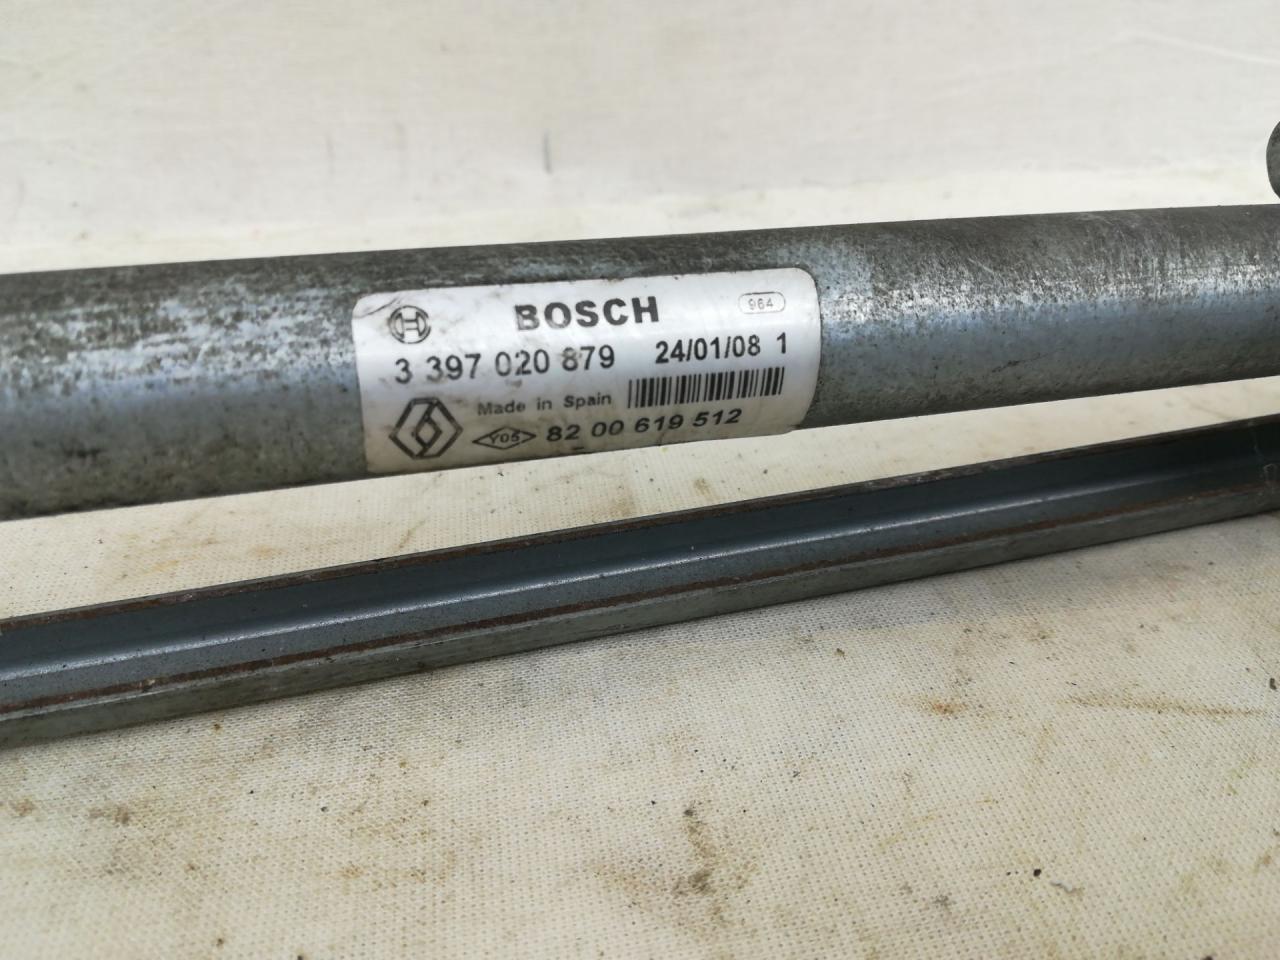 BOSCH 964
3 397 020 879 24/01/08 1
Made in Spain
Y05 82 00 619 512